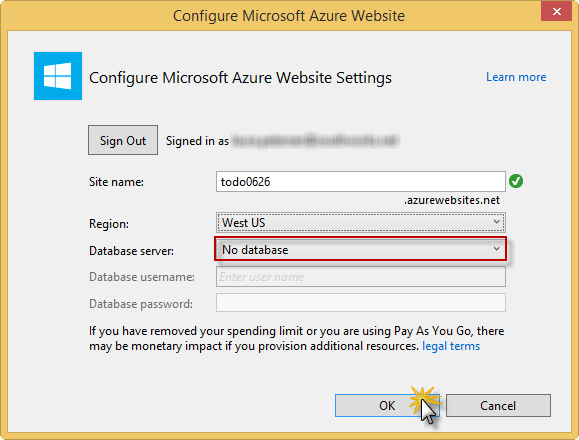 Configure Microsoft Azure Website
Configure Microsoft Azure Website Settings
Learn more
Sign Out
Signed in as
Site name:
todo0626
.azurewebsites.net
Region:
West US
Database server:
No database
Database username:
Enter user name
Database password:
If you have removed your spending limit or you are using Pay As You Go, there
may be monetary impact if you provision additional resources. legal terms
OK
Cancel